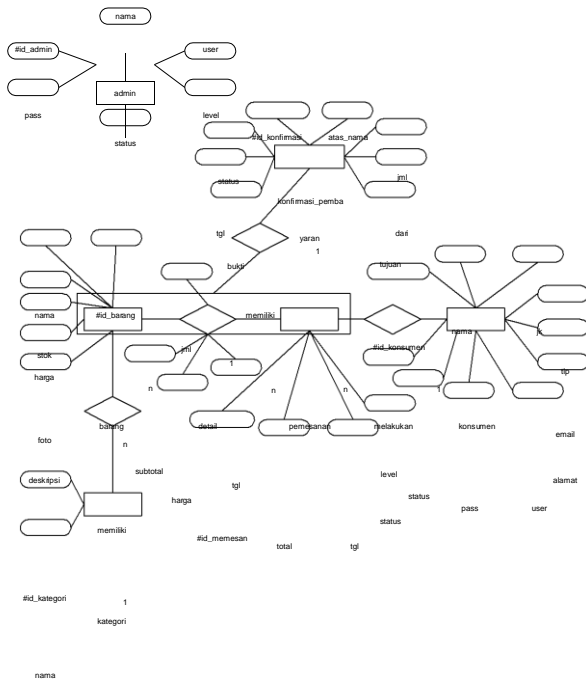 nama
#id_admin
user
admin
pass
level
status
#id_konfirmasi
atas_nama
status
jml
konfirmasi_pemba
tgl
yaran
dari
1
bukti
tujuan
nama
#id_barang
memiliki
nama
jk
#id_konsumen
jml
stok
1
harga
tlp
n
n
n
1
barang
detail
pemesanan
melakukan
konsumen
foto
n
email
subtotal
level
deskripsi
tgl
alamat
harga
status
pass
user
status
memiliki
#id_memesan
total
tgl
#id_kategori
1
kategori
nama